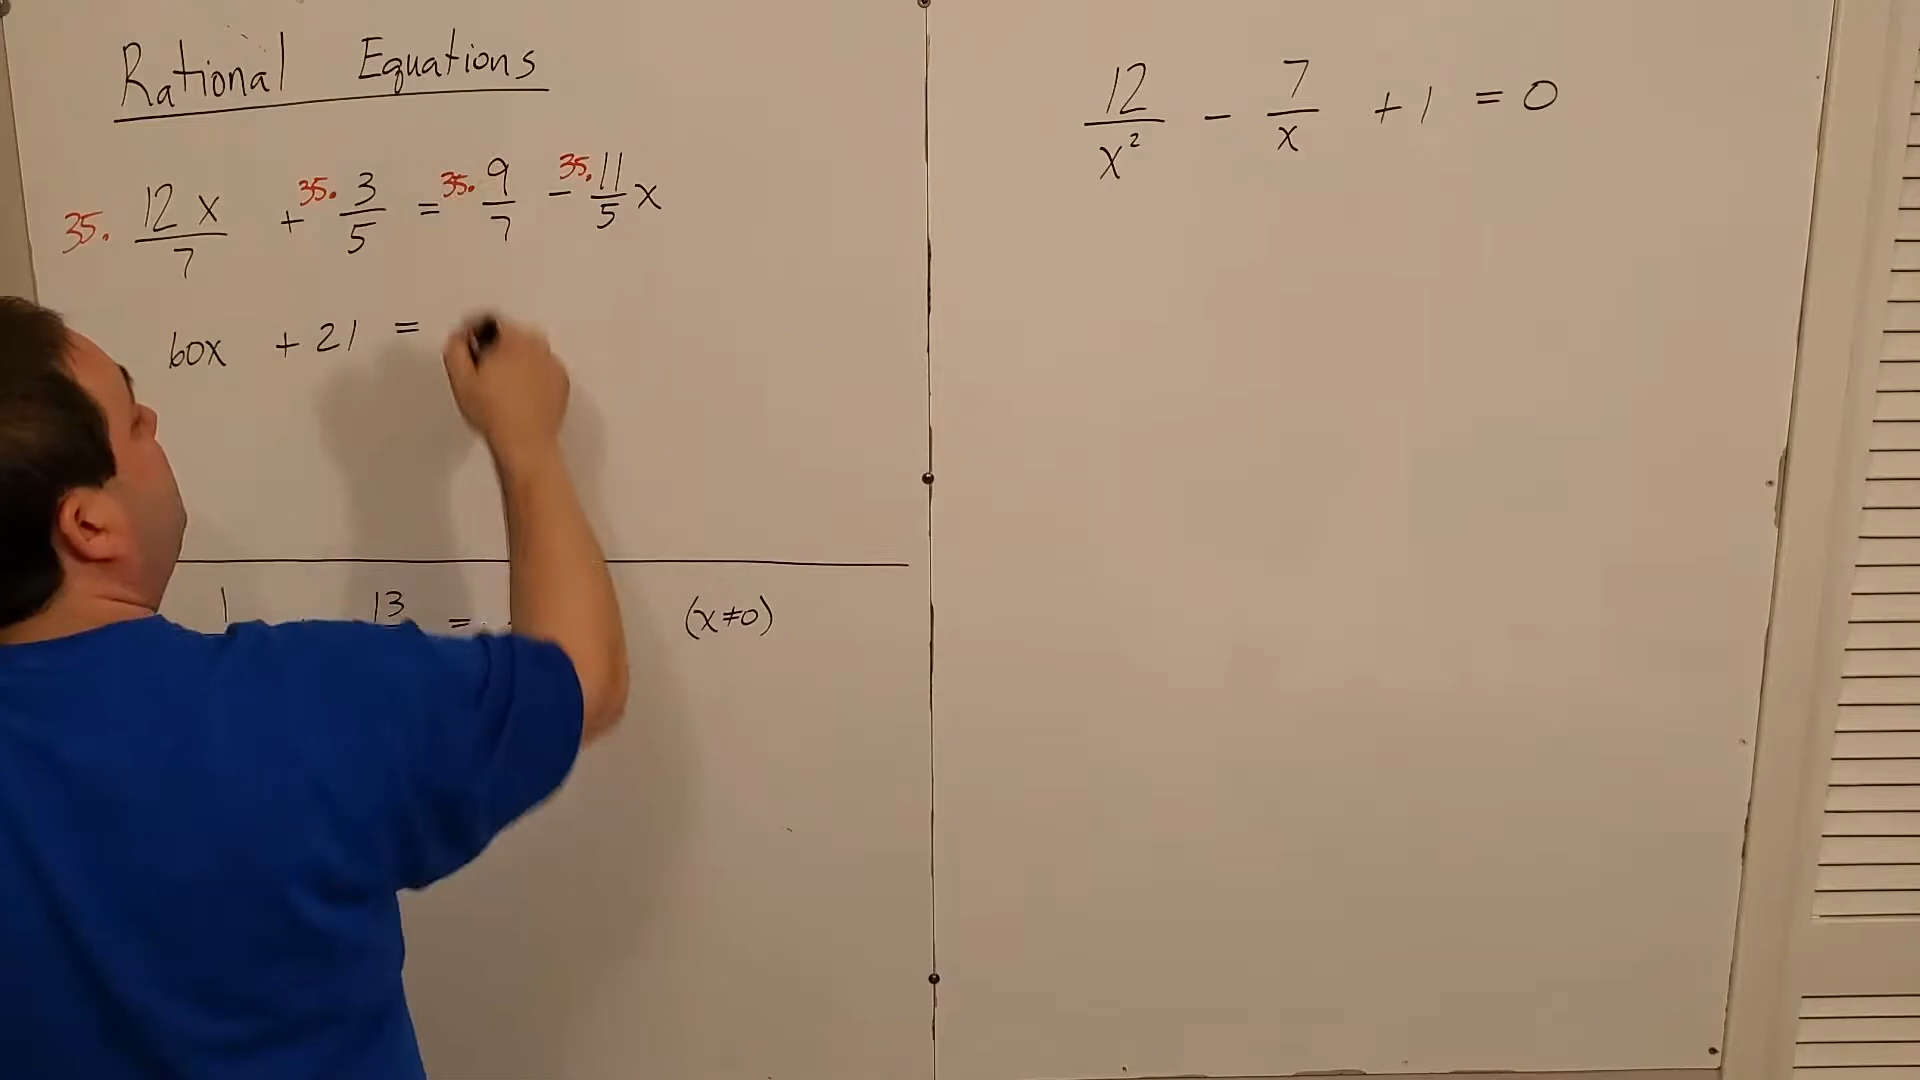 Rational Equations
35. 12x/7 + 35. 3/5 = 35. 9/7 - 35. 11/5 x
60x + 21 =
1 13 = (x≠0)
12/x² - 7/x + 1 = 0